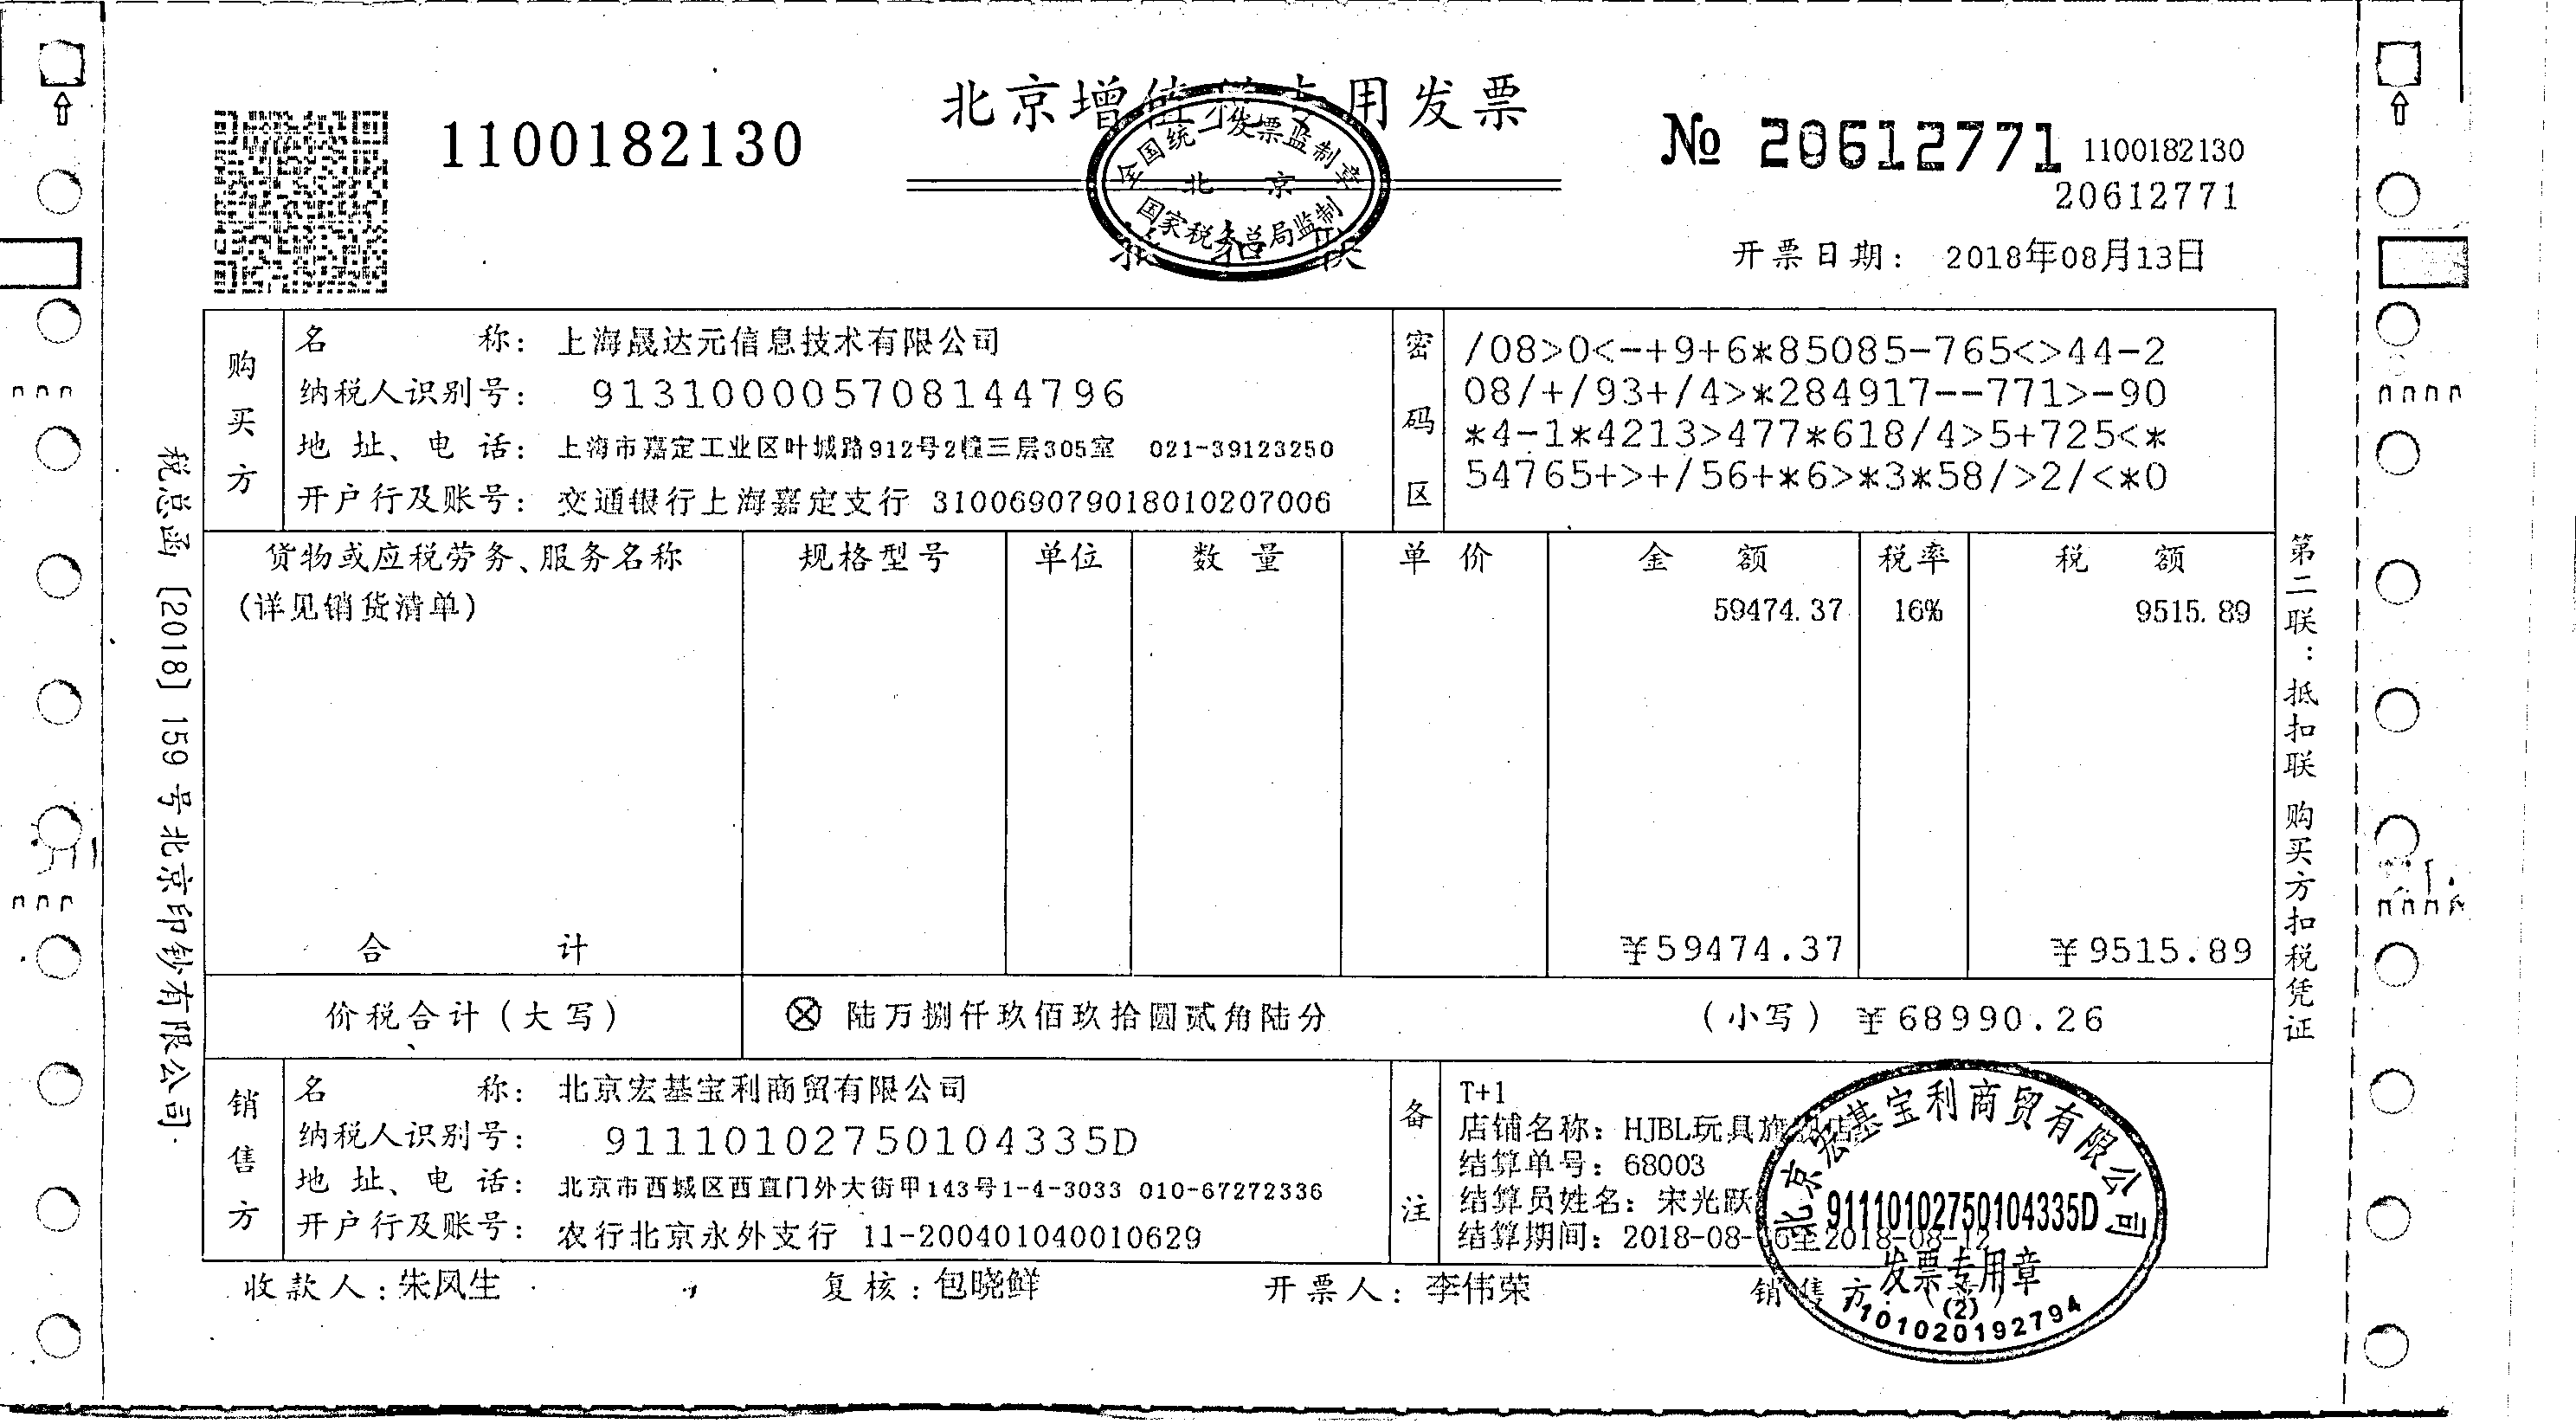 北京增值税专用发票
1100182130
№ 20612771
1100182130
20612771
全国统一发票监制章
北京
国家税务总局监制
抵扣联
开票日期: 2018年08月13日
购买方
名称: 上海晟达元信息技术有限公司
纳税人识别号: 913100005708144796
地址、电话: 上海市嘉定工业区叶城路912号2幢三层305室 021-39123250
开户行及账号: 交通银行上海嘉定支行 310069079018010207006
密码区
/08>0<-+9+6*85085-765<>44-2
08/+/93+/4>*284917--771>-90
*4-1*4213>477*618/4>5+725<*
54765+>+/56+*6>*3*58/>2/<*0
货物或应税劳务、服务名称 规格型号 单位 数量 单价 金额 税率 税额
(详见销货清单) 59474.37 16% 9515.89
合计 ¥59474.37 ¥9515.89
价税合计(大写) ⊗ 陆万捌仟玖佰玖拾圆贰角陆分 (小写) ¥68990.26
销售方
名称: 北京宏基宝利商贸有限公司
纳税人识别号: 91110102750104335D
地址、电话: 北京市西城区西直门外大街甲143号1-4-3033 010-67272336
开户行及账号: 农行北京永外支行 11-200401040010629
备注
T+1
店铺名称: HJBL玩具旗舰店
结算单号: 68003
结算员姓名: 宋光跃
结算期间: 2018-08-06至2018-08-12
收款人: 朱风生 复核: 包晓鲜 开票人: 李伟荣 销售方: (章)
北京宏基宝利商贸有限公司
91110102750104335D
发票专用章
(2)
1101020192794
税总函[2018]159号北京印钞有限公司
第二联: 抵扣联 购买方扣税凭证